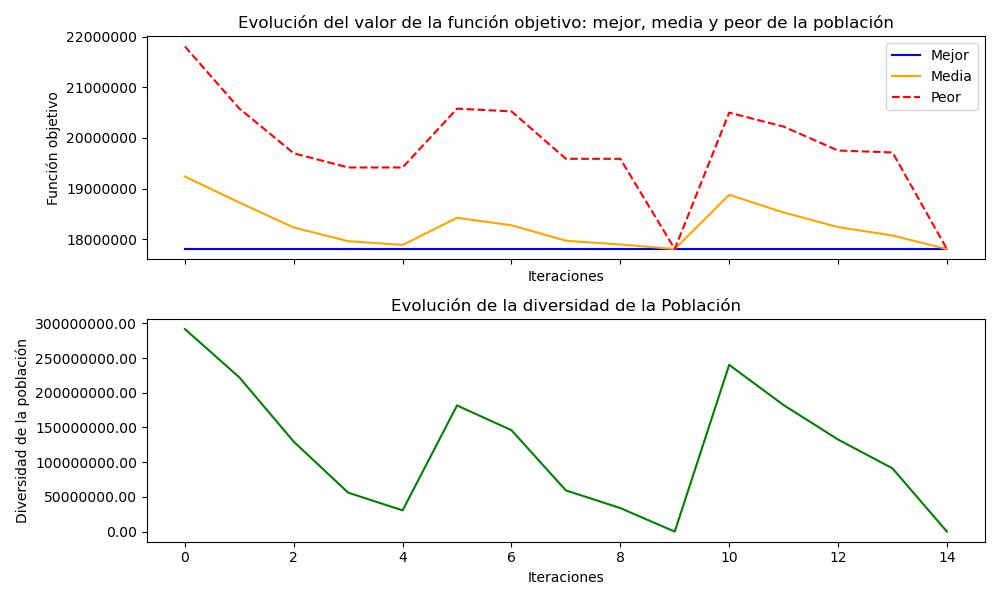 Evolución del valor de la función objetivo: mejor, media y peor de la población
22000000
21000000
20000000
19000000
18000000
Función objetivo
Mejor
Media
Peor
Iteraciones
Evolución de la diversidad de la Población
300000000.00
250000000.00
200000000.00
150000000.00
100000000.00
50000000.00
0.00
Diversidad de la población
0 2 4 6 8 10 12 14
Iteraciones